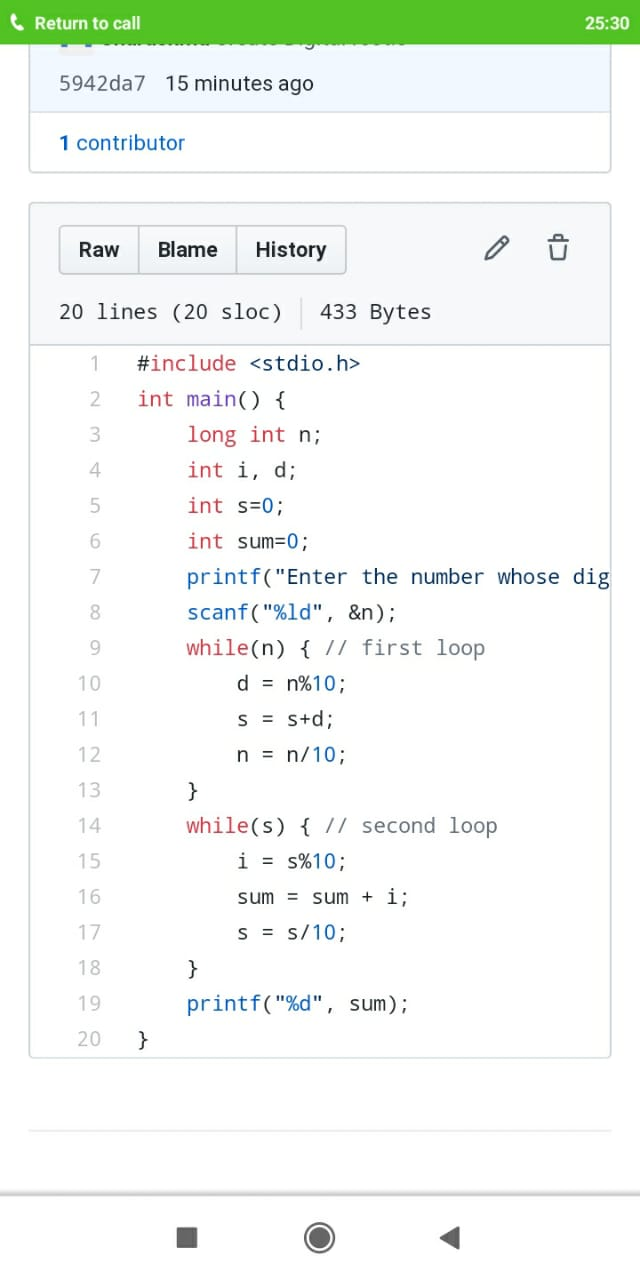 Return to call 25:30
5942da7 15 minutes ago
1 contributor
Raw Blame History
20 lines (20 sloc) 433 Bytes
1 #include <stdio.h>
2 int main() {
3 long int n;
4 int i, d;
5 int s=0;
6 int sum=0;
7 printf("Enter the number whose dig
8 scanf("%ld", &n);
9 while(n) { // first loop
10 d = n%10;
11 s = s+d;
12 n = n/10;
13 }
14 while(s) { // second loop
15 i = s%10;
16 sum = sum + i;
17 s = s/10;
18 }
19 printf("%d", sum);
20 }